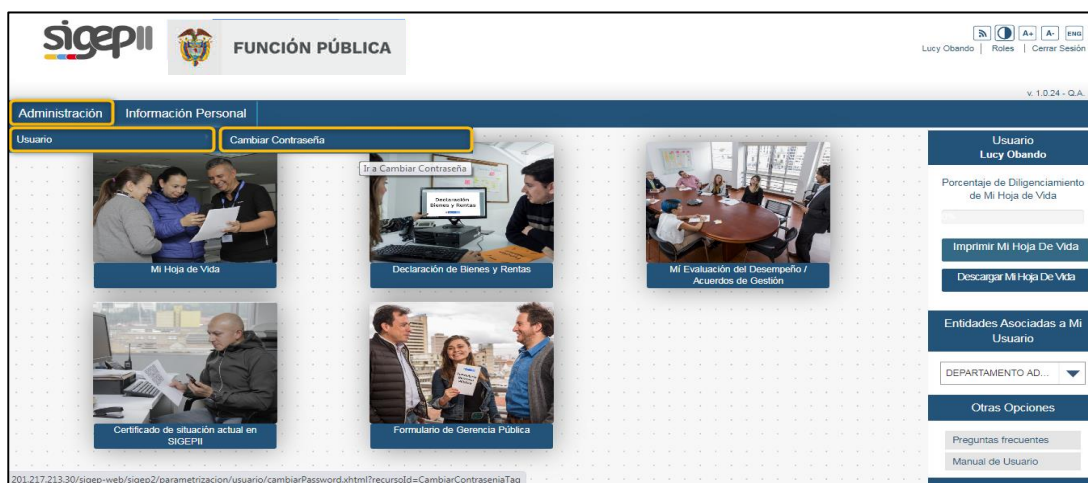 sigepII
FUNCIÓN PÚBLICA
A+ A- ENG
Lucy Obando | Roles | Cerrar Sesión
v. 1.0.24 - Q.A.
Administración Información Personal
Usuario Cambiar Contraseña
Ir a Cambiar Contraseña
Declaración
Bienes y Rentas
Mi Hoja de Vida
Declaración de Bienes y Rentas
Mí Evaluación del Desempeño /
Acuerdos de Gestión
Certificado de situación actual en
SIGEPII
Formulario de Gerencia Pública
Usuario
Lucy Obando
Porcentaje de Diligenciamiento
de Mi Hoja de Vida
Imprimir Mi Hoja De Vida
Descargar Mi Hoja De Vida
Entidades Asociadas a Mi
Usuario
DEPARTAMENTO AD...
Otras Opciones
Preguntas frecuentes
Manual de Usuario
201.217.213.30/sigep-web/sigep2/parametrizacion/usuario/cambiarPassword.xhtml?recursoId=CambiarContraseniaTag